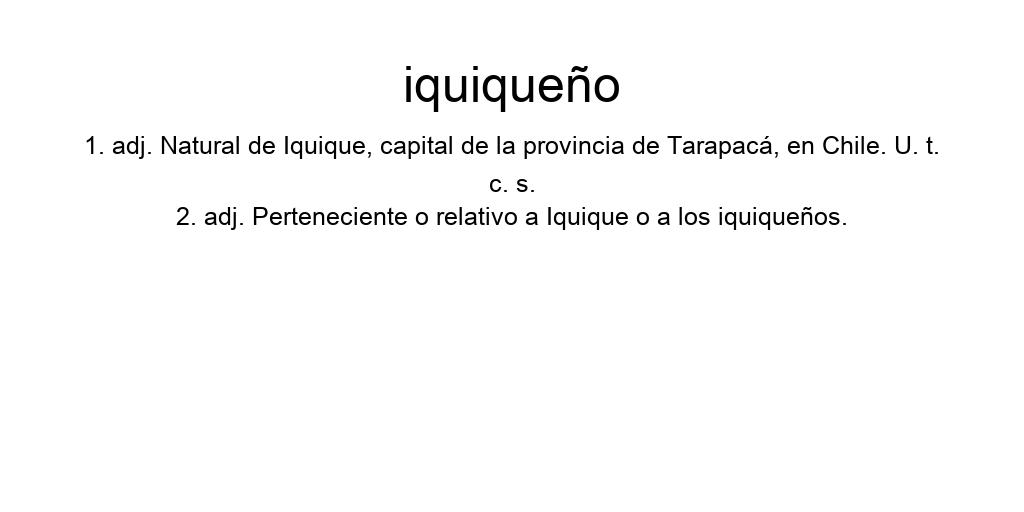 iquiqueño
1. adj. Natural de Iquique, capital de la provincia de Tarapacá, en Chile. U. t.
c. s.
2. adj. Perteneciente o relativo a Iquique o a los iquiqueños.